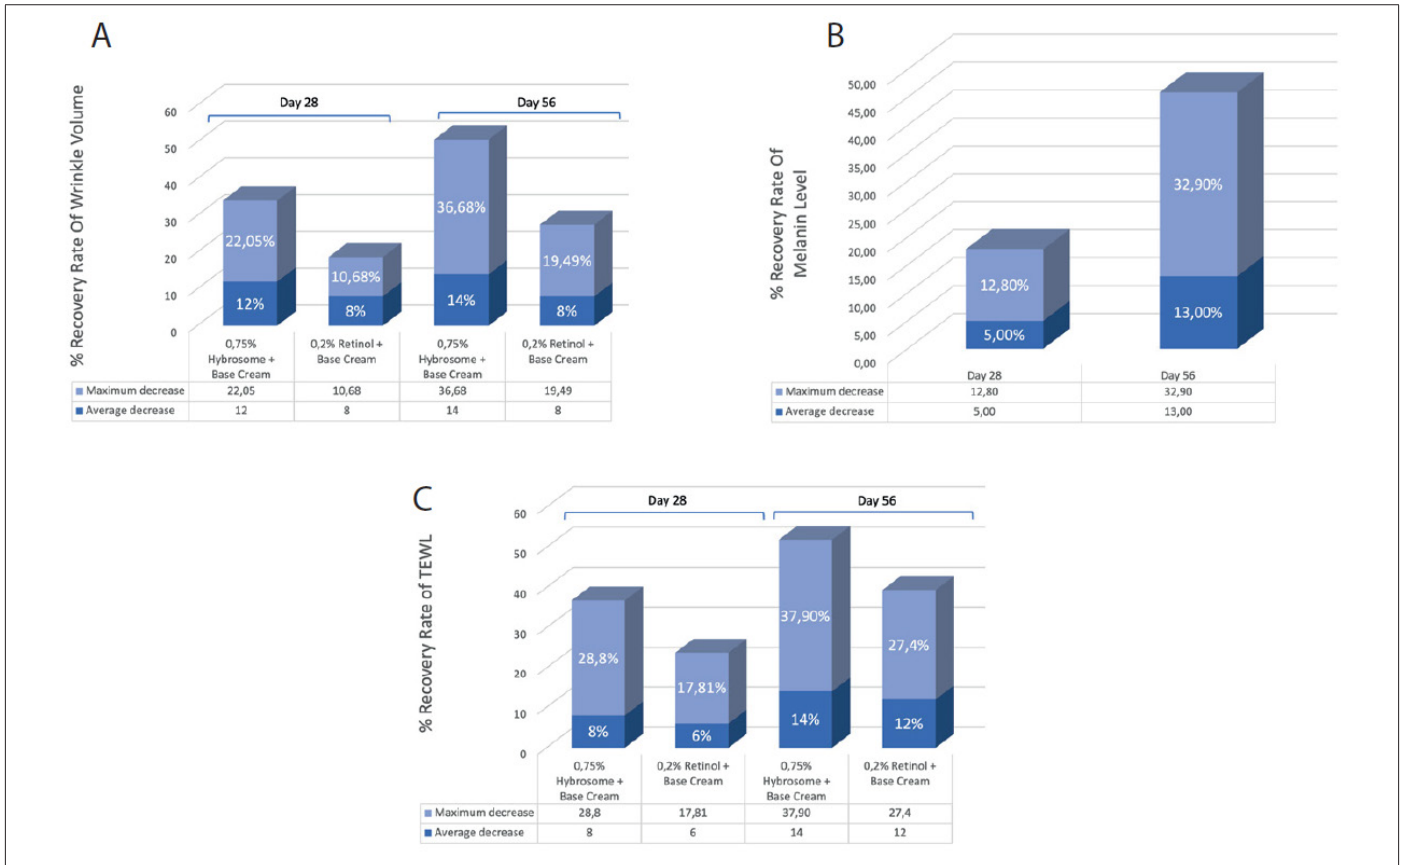 A
% Recovery Rate Of Wrinkle Volume
Day 28
Day 56
60
50
40
30
20
10
0
22,05%
10,68%
36,68%
19,49%
12%
8%
14%
8%
0,75%
Hybrosome +
Base Cream
0,2% Retinol +
Base Cream
0,75%
Hybrosome +
Base Cream
0,2% Retinol +
Base Cream
Maximum decrease 22,05 10,68 36,68 19,49
Average decrease 12 8 14 8
B
% Recovery Rate Of
Melanin Level
50,00
45,00
40,00
35,00
30,00
25,00
20,00
15,00
10,00
5,00
0,00
12,80%
5,00%
32,90%
13,00%
Day 28 Day 56
Maximum decrease 12,80 32,90
Average decrease 5,00 13,00
C
% Recovery Rate of TEWL
Day 28
Day 56
60
50
40
30
20
10
0
28,8%
17,81%
37,90%
27,4%
8%
6%
14%
12%
0,75%
Hybrosome +
Base Cream
0,2% Retinol +
Base Cream
0,75%
Hybrosome +
Base Cream
0,2% Retinol +
Base Cream
Maximum decrease 28,8 17,81 37,90 27,4
Average decrease 8 6 14 12